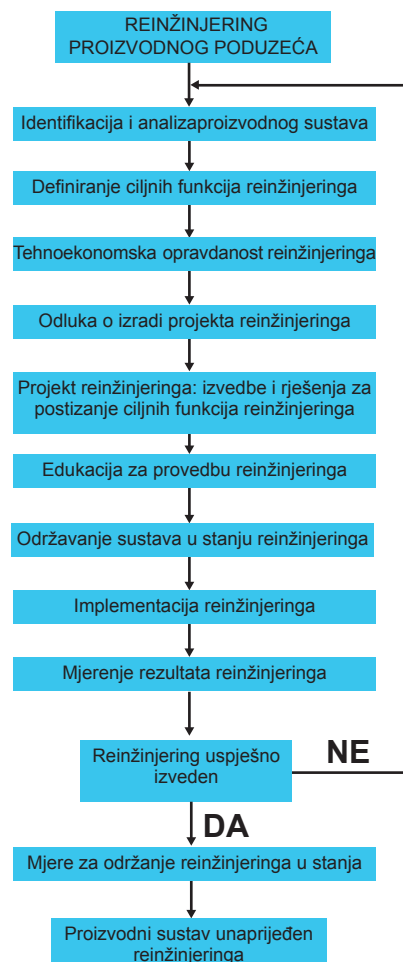 REINŽINJERING
PROIZVODNOG PODUZEĆA
Identifikacija i analizaproizvodnog sustava
Definiranje ciljnih funkcija reinžinjeringa
Tehnoekonomska opravdanost reinžinjeringa
Odluka o izradi projekta reinžinjeringa
Projekt reinžinjeringa: izvedbe i rješenja za
postizanje ciljnih funkcija reinžinjeringa
Edukacija za provedbu reinžinjeringa
Održavanje sustava u stanju reinžinjeringa
Implementacija reinžinjeringa
Mjerenje rezultata reinžinjeringa
Reinžinjering uspješno
izveden
NE
DA
Mjere za održanje reinžinjeringa u stanja
Proizvodni sustav unaprijeđen
reinžinjeringa